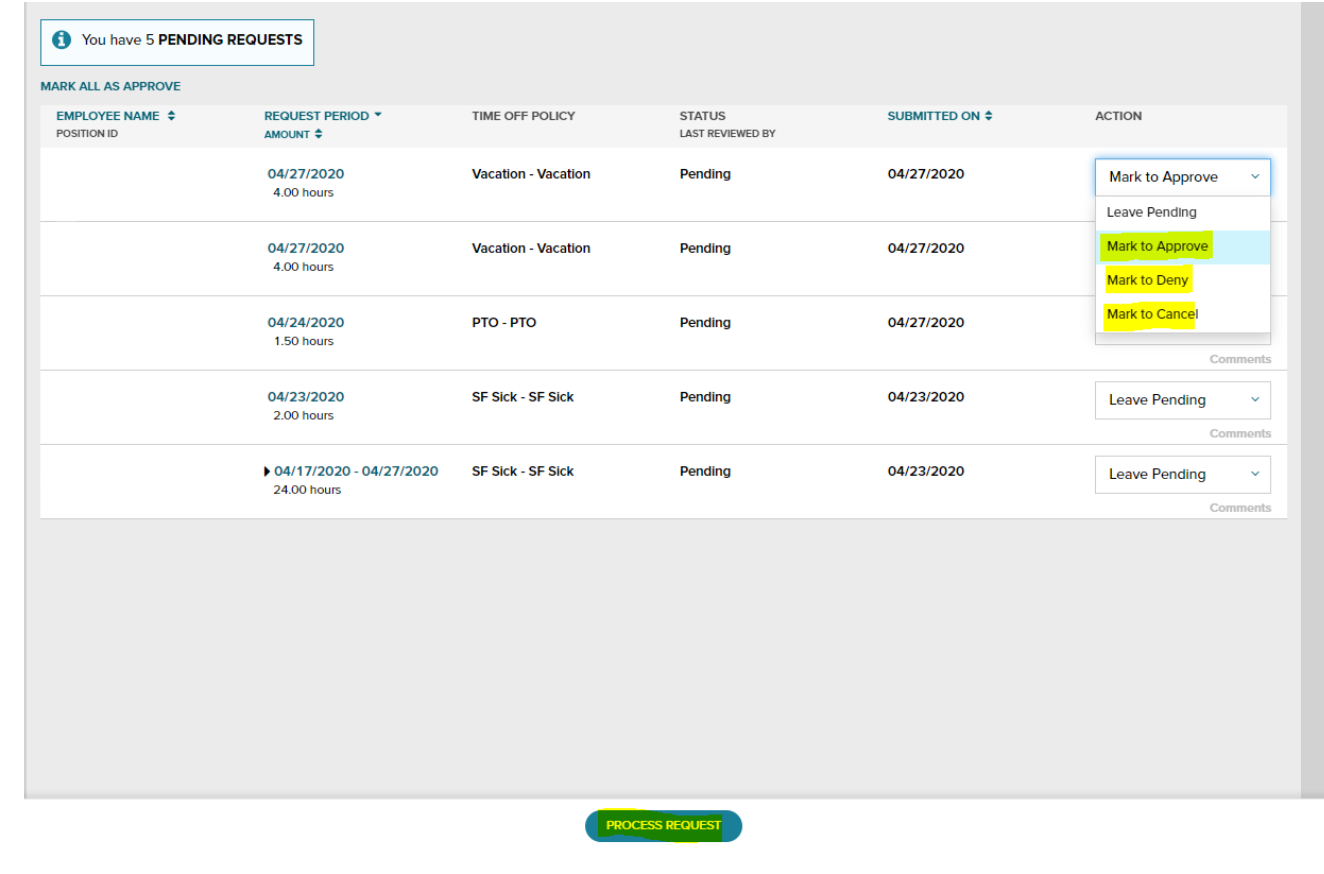 You have 5 PENDING REQUESTS
MARK ALL AS APPROVE
EMPLOYEE NAME REQUEST PERIOD TIME OFF POLICY STATUS SUBMITTED ON ACTION
POSITION ID AMOUNT LAST REVIEWED BY
04/27/2020 Vacation - Vacation Pending 04/27/2020 Mark to Approve
4.00 hours
Leave Pending
04/27/2020 Vacation - Vacation Pending 04/27/2020 Mark to Approve
4.00 hours
Mark to Deny
Mark to Cancel
04/24/2020 PTO - PTO Pending 04/27/2020
1.50 hours
Comments
04/23/2020 SF Sick - SF Sick Pending 04/23/2020 Leave Pending
2.00 hours
Comments
04/17/2020 - 04/27/2020 SF Sick - SF Sick Pending 04/23/2020 Leave Pending
24.00 hours
Comments
PROCESS REQUEST